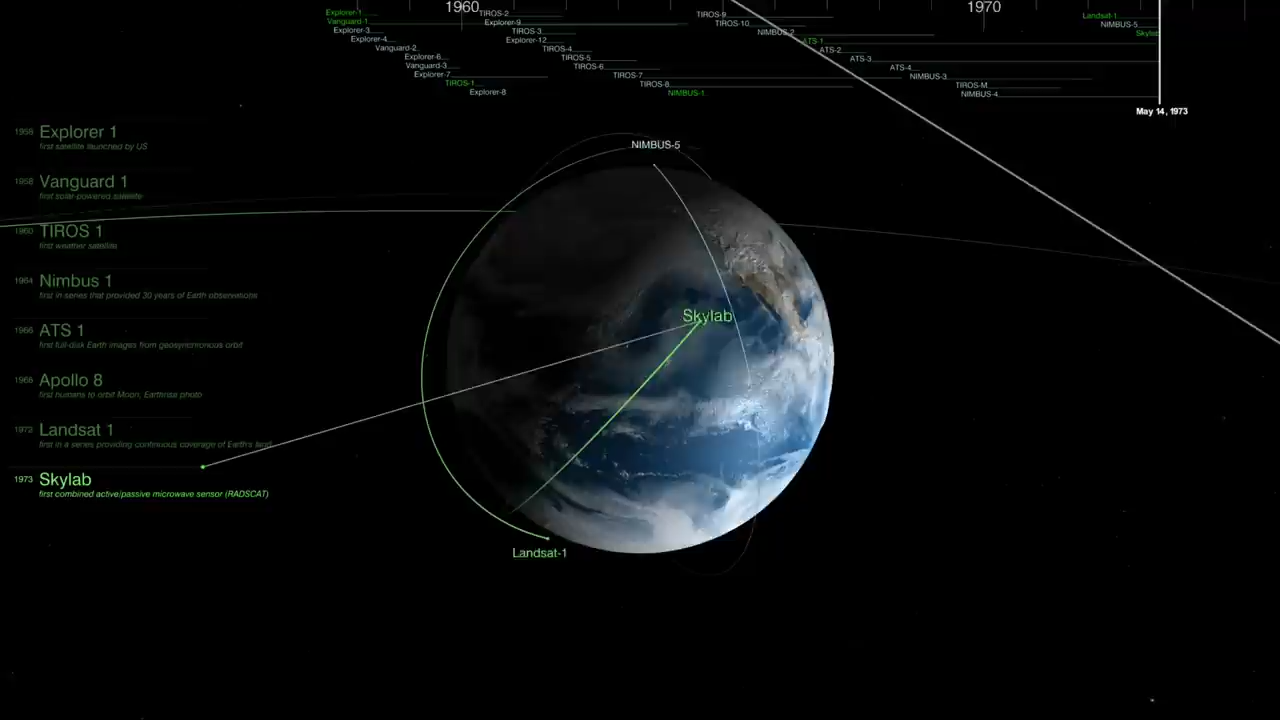 1960
1970
Explorer-1
Vanguard-1
Explorer-3
Explorer-4
Vanguard-2
Explorer-6
Vanguard-3
Explorer-7
TIROS-1
Explorer-8
TIROS-2
Explorer-9
TIROS-3
Explorer-12
TIROS-4
TIROS-5
TIROS-6
TIROS-7
TIROS-8
NIMBUS-1
TIROS-9
TIROS-10
NIMBUS-2
ATS-1
ATS-2
ATS-3
ATS-4
NIMBUS-3
TIROS-M
NIMBUS-4
Landsat-1
NIMBUS-5
Skylab
May 14, 1973
1958 Explorer 1
first satellite launched by US
1958 Vanguard 1
first solar-powered satellite
1960 TIROS 1
first weather satellite
1964 Nimbus 1
first in series that provided 30 years of Earth observations
1966 ATS 1
first full-disk Earth images from geosynchronous orbit
1968 Apollo 8
first humans to orbit Moon, Earthrise photo
1972 Landsat 1
first in a series providing continuous coverage of Earth's land
1973 Skylab
first combined active/passive microwave sensor (RADSCAT)
NIMBUS-5
Skylab
Landsat-1